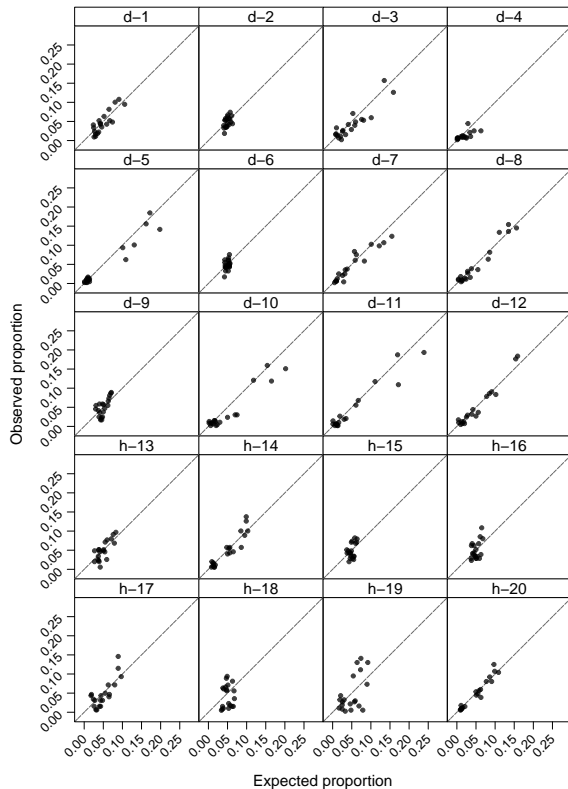 d−1 d−2 d−3 d−4
0.00 0.05 0.10 0.15 0.20 0.25
d−5 d−6 d−7 d−8
0.00 0.05 0.10 0.15 0.20 0.25
d−9 d−10 d−11 d−12
0.00 0.05 0.10 0.15 0.20 0.25
h−13 h−14 h−15 h−16
0.00 0.05 0.10 0.15 0.20 0.25
h−17 h−18 h−19 h−20
0.00 0.05 0.10 0.15 0.20 0.25
Observed proportion
0.00 0.05 0.10 0.15 0.20 0.25 0.00 0.05 0.10 0.15 0.20 0.25 0.00 0.05 0.10 0.15 0.20 0.25 0.00 0.05 0.10 0.15 0.20 0.25
Expected proportion